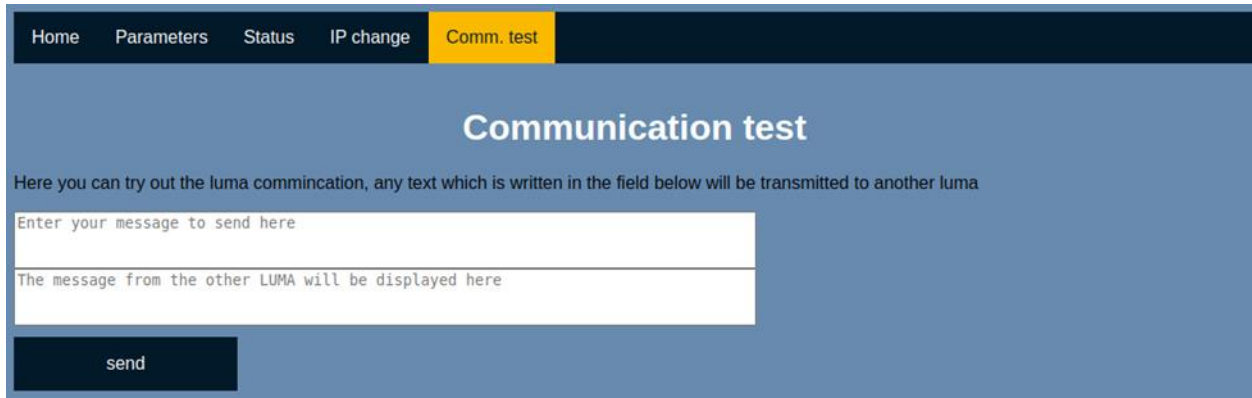 Home Parameters Status IP change Comm. test
Communication test
Here you can try out the luma commincation, any text which is written in the field below will be transmitted to another luma
Enter your message to send here
The message from the other LUMA will be displayed here
send